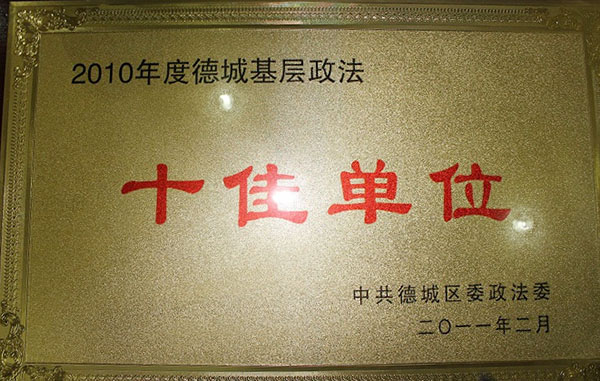 2010年度德城基层政法
十佳单位
中共德城区委政法委
二〇一一年二月